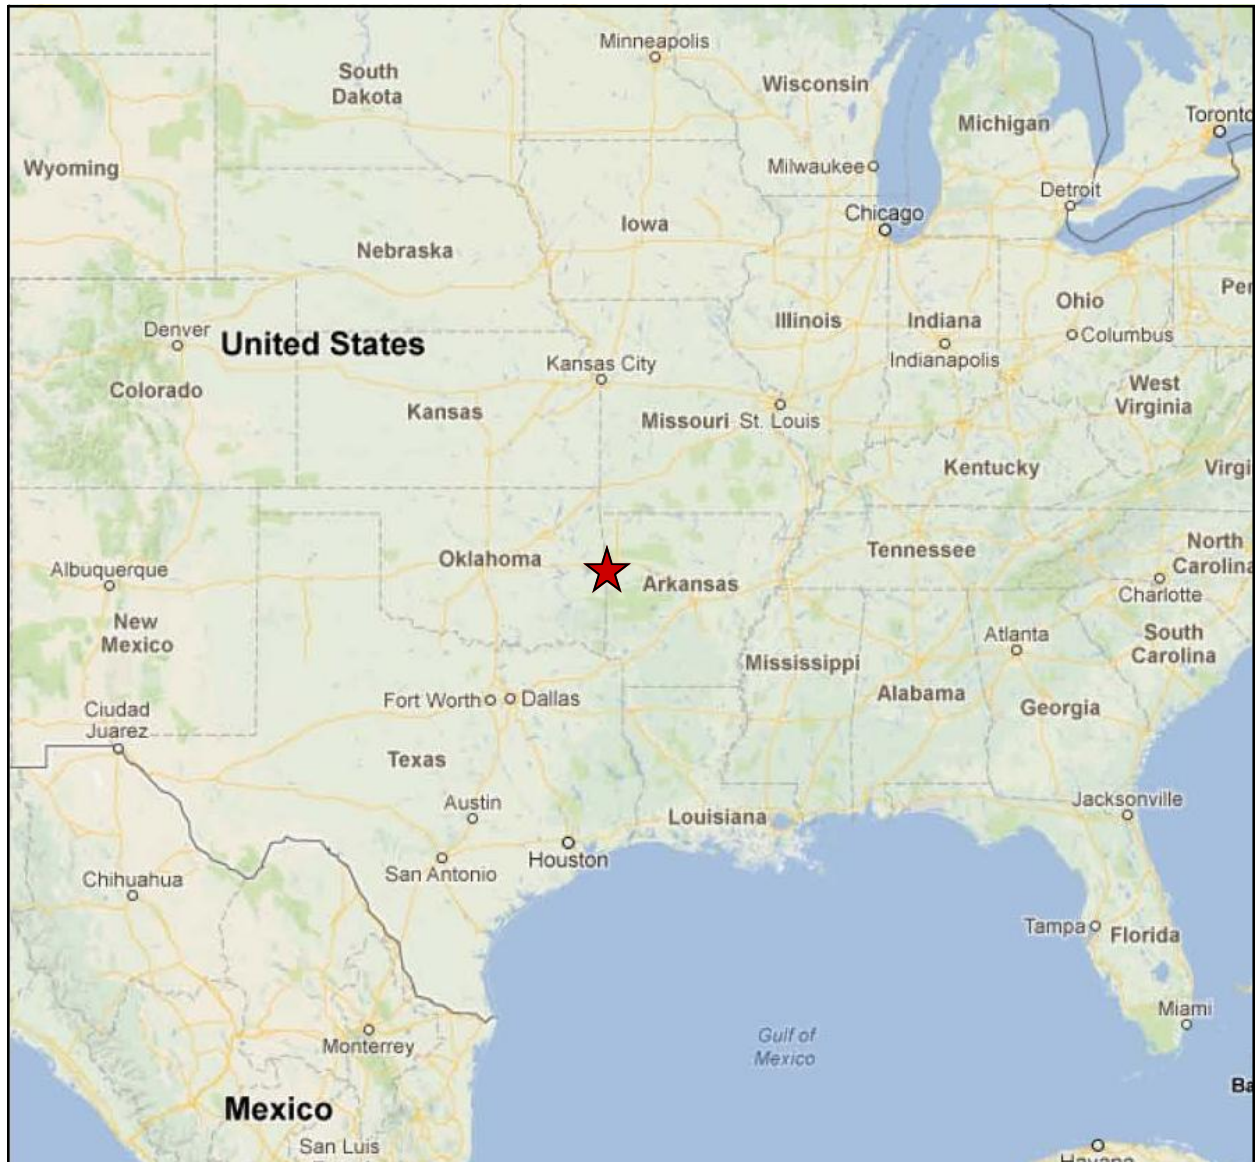 Minneapolis
South
Dakota
Wisconsin
Michigan
Toronto
Wyoming
Milwaukee
Detroit
Chicago
Iowa
Nebraska
Per
Ohio
Denver
United States
Illinois
Indiana
Columbus
Indianapolis
Kansas City
Colorado
West
Virginia
Kansas
Missouri
St. Louis
Kentucky
Virgi
Oklahoma
Tennessee
North
Carolina
Albuquerque
Arkansas
Charlotte
New
Mexico
Atlanta
South
Carolina
Mississippi
Alabama
Fort Worth
Dallas
Georgia
Ciudad
Juarez
Texas
Austin
Jacksonville
Louisiana
Houston
San Antonio
Chihuahua
Tampa
Florida
Miami
Gulf of
Mexico
Monterrey
Ba
Mexico
San Luis